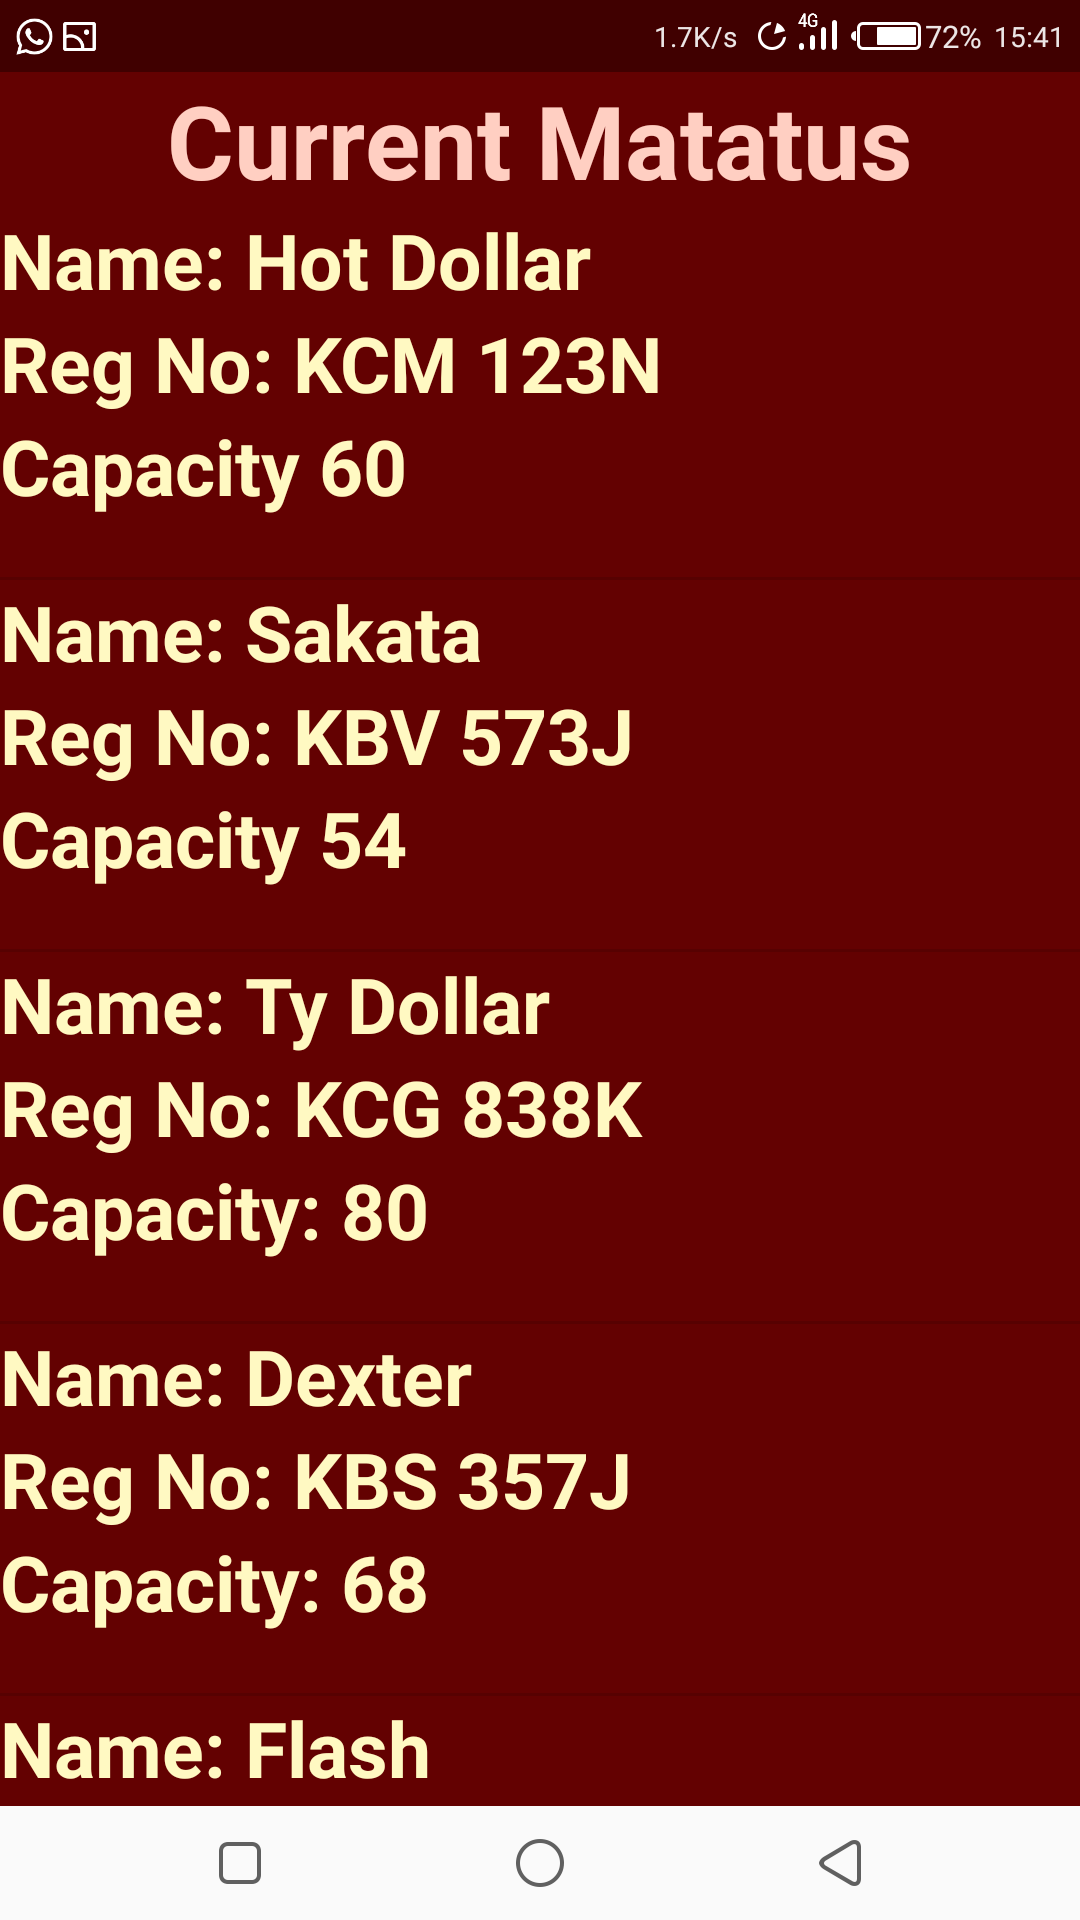 1.7K/s 4G 72% 15:41
Current Matatus
Name: Hot Dollar
Reg No: KCM 123N
Capacity 60
Name: Sakata
Reg No: KBV 573J
Capacity 54
Name: Ty Dollar
Reg No: KCG 838K
Capacity: 80
Name: Dexter
Reg No: KBS 357J
Capacity: 68
Name: Flash